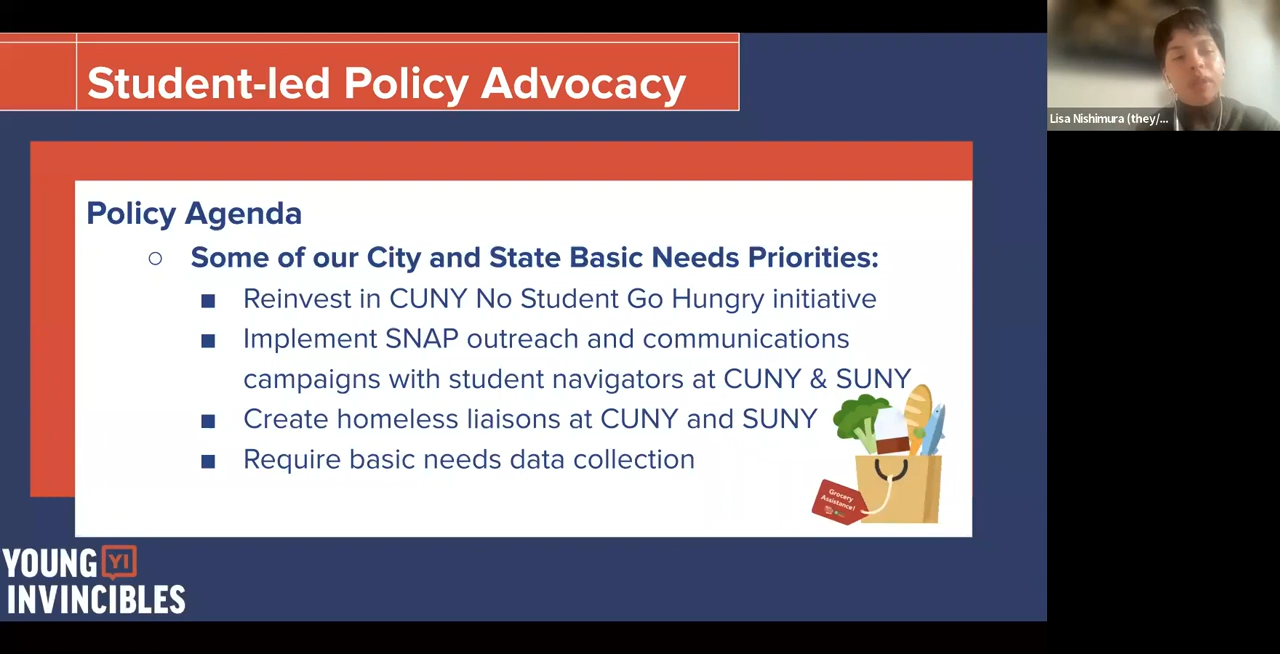 Student-led Policy Advocacy
Lisa Nishimura (they/...
Policy Agenda
○ Some of our City and State Basic Needs Priorities:
■ Reinvest in CUNY No Student Go Hungry initiative
■ Implement SNAP outreach and communications
campaigns with student navigators at CUNY & SUNY
■ Create homeless liaisons at CUNY and SUNY
■ Require basic needs data collection
Grocery
Assistance!
YOUNG YI
INVINCIBLES